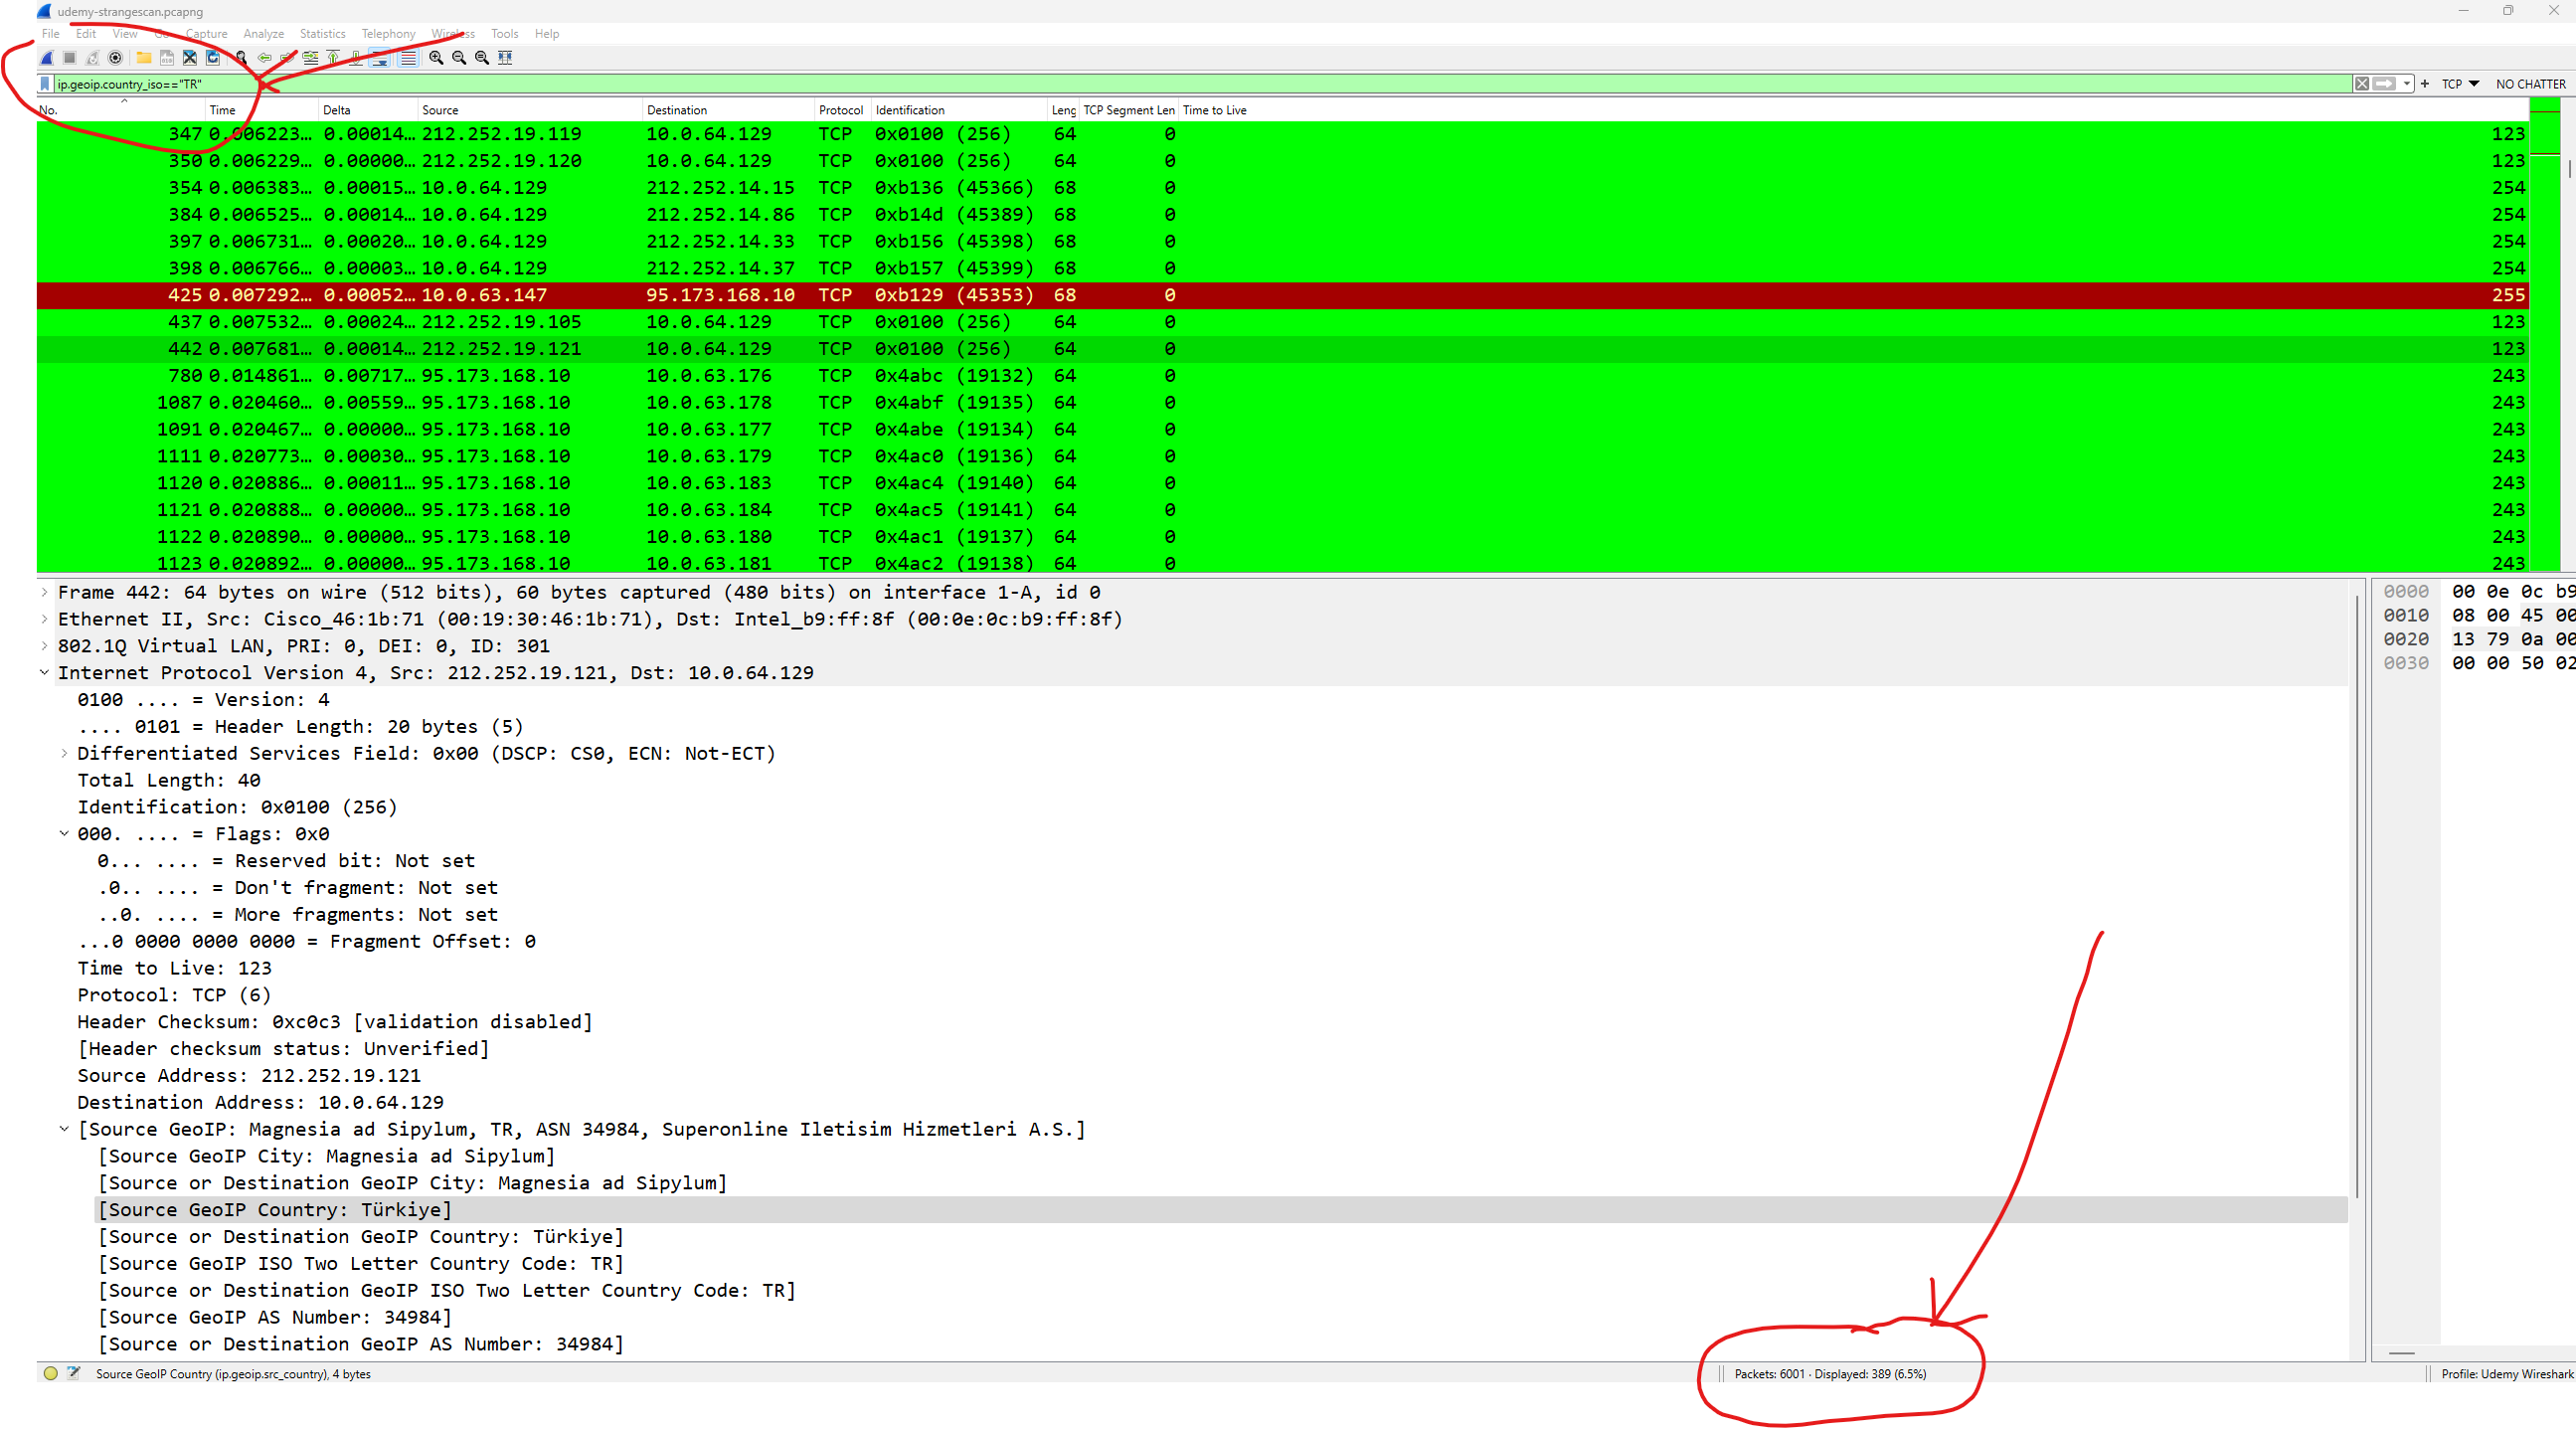 udemy-strangescan.pcapng
File Edit View Go Capture Analyze Statistics Telephony Wireless Tools Help
ip.geoip.country_iso=="TR" + TCP NO CHATTER
No. Time Delta Source Destination Protocol Identification Leng TCP Segment Len Time to Live
347 0.006223… 0.00014… 212.252.19.119 10.0.64.129 TCP 0x0100 (256) 64 0 123
350 0.006229… 0.00000… 212.252.19.120 10.0.64.129 TCP 0x0100 (256) 64 0 123
354 0.006383… 0.00015… 10.0.64.129 212.252.14.15 TCP 0xb136 (45366) 68 0 254
384 0.006525… 0.00014… 10.0.64.129 212.252.14.86 TCP 0xb14d (45389) 68 0 254
397 0.006731… 0.00020… 10.0.64.129 212.252.14.33 TCP 0xb156 (45398) 68 0 254
398 0.006766… 0.00003… 10.0.64.129 212.252.14.37 TCP 0xb157 (45399) 68 0 254
425 0.007292… 0.00052… 10.0.63.147 95.173.168.10 TCP 0xb129 (45353) 68 0 255
437 0.007532… 0.00024… 212.252.19.105 10.0.64.129 TCP 0x0100 (256) 64 0 123
442 0.007681… 0.00014… 212.252.19.121 10.0.64.129 TCP 0x0100 (256) 64 0 123
780 0.014861… 0.00717… 95.173.168.10 10.0.63.176 TCP 0x4abc (19132) 64 0 243
1087 0.020460… 0.00559… 95.173.168.10 10.0.63.178 TCP 0x4abf (19135) 64 0 243
1091 0.020467… 0.00000… 95.173.168.10 10.0.63.177 TCP 0x4abe (19134) 64 0 243
1111 0.020773… 0.00030… 95.173.168.10 10.0.63.179 TCP 0x4ac0 (19136) 64 0 243
1120 0.020886… 0.00011… 95.173.168.10 10.0.63.183 TCP 0x4ac4 (19140) 64 0 243
1121 0.020888… 0.00000… 95.173.168.10 10.0.63.184 TCP 0x4ac5 (19141) 64 0 243
1122 0.020890… 0.00000… 95.173.168.10 10.0.63.180 TCP 0x4ac1 (19137) 64 0 243
1123 0.020892… 0.00000… 95.173.168.10 10.0.63.181 TCP 0x4ac2 (19138) 64 0 243
Frame 442: 64 bytes on wire (512 bits), 60 bytes captured (480 bits) on interface 1-A, id 0
Ethernet II, Src: Cisco_46:1b:71 (00:19:30:46:1b:71), Dst: Intel_b9:ff:8f (00:0e:0c:b9:ff:8f)
802.1Q Virtual LAN, PRI: 0, DEI: 0, ID: 301
Internet Protocol Version 4, Src: 212.252.19.121, Dst: 10.0.64.129
0100 .... = Version: 4
.... 0101 = Header Length: 20 bytes (5)
Differentiated Services Field: 0x00 (DSCP: CS0, ECN: Not-ECT)
Total Length: 40
Identification: 0x0100 (256)
000. .... = Flags: 0x0
0... .... = Reserved bit: Not set
.0.. .... = Don't fragment: Not set
..0. .... = More fragments: Not set
...0 0000 0000 0000 = Fragment Offset: 0
Time to Live: 123
Protocol: TCP (6)
Header Checksum: 0xc0c3 [validation disabled]
[Header checksum status: Unverified]
Source Address: 212.252.19.121
Destination Address: 10.0.64.129
[Source GeoIP: Magnesia ad Sipylum, TR, ASN 34984, Superonline Iletisim Hizmetleri A.S.]
[Source GeoIP City: Magnesia ad Sipylum]
[Source or Destination GeoIP City: Magnesia ad Sipylum]
[Source GeoIP Country: Türkiye]
[Source or Destination GeoIP Country: Türkiye]
[Source GeoIP ISO Two Letter Country Code: TR]
[Source or Destination GeoIP ISO Two Letter Country Code: TR]
[Source GeoIP AS Number: 34984]
[Source or Destination GeoIP AS Number: 34984]
0000 00 0e 0c b9
0010 08 00 45 00
0020 13 79 0a 00
0030 00 00 50 02
Source GeoIP Country (ip.geoip.src_country), 4 bytes Packets: 6001 · Displayed: 389 (6.5%) Profile: Udemy Wireshark